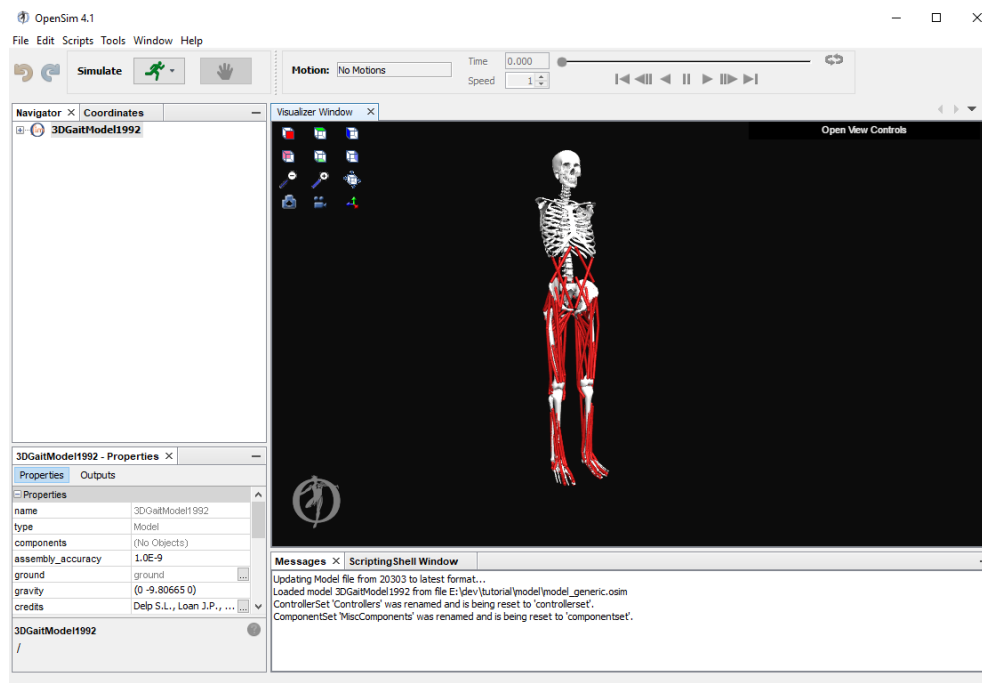 OpenSim 4.1
File Edit Scripts Tools Window Help
Simulate
Motion: No Motions
Time 0.000
Speed 1
Navigator × Coordinates
3DGaitModel1992
Visualizer Window ×
Open View Controls
3DGaitModel1992 - Properties ×
Properties Outputs
Properties
name 3DGaitModel1992
type Model
components (No Objects)
assembly_accuracy 1.0E-9
ground ground ...
gravity (0 -9.80665 0)
credits Delp S.L., Loan J.P., ... ...
3DGaitModel1992
/
Messages × ScriptingShell Window
Updating Model file from 20303 to latest format...
Loaded model 3DGaitModel1992 from file E:\dev\tutorial\model\model_generic.osim
ControllerSet 'Controllers' was renamed and is being reset to 'controllerset'.
ComponentSet 'MiscComponents' was renamed and is being reset to 'componentset'.